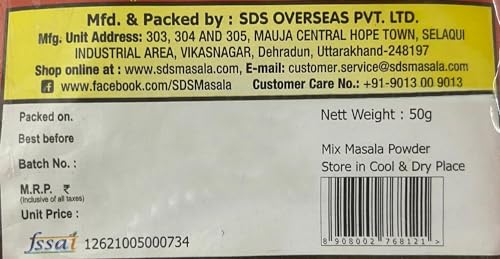 Mfd. & Packed by : SDS OVERSEAS PVT. LTD.
Mfg. Unit Address: 303, 304 AND 305, MAUJA CENTRAL HOPE TOWN, SELAQUI
INDUSTRIAL AREA, VIKASNAGAR, Dehradun, Uttarakhand-248197
Shop online at : www.sdsmasala.com, E-mail: customer.service@sdsmasala.com
f www.facebook.com/SDSMasala Customer Care No.: +91-9013 00 9013
Packed on.
Nett Weight : 50g
Best before
Mix Masala Powder
Batch No. :
Store in Cool & Dry Place
M.R.P. ₹
(Inclusive of all taxes)
Unit Price :
fssai 12621005000734
8 908002 768121 >